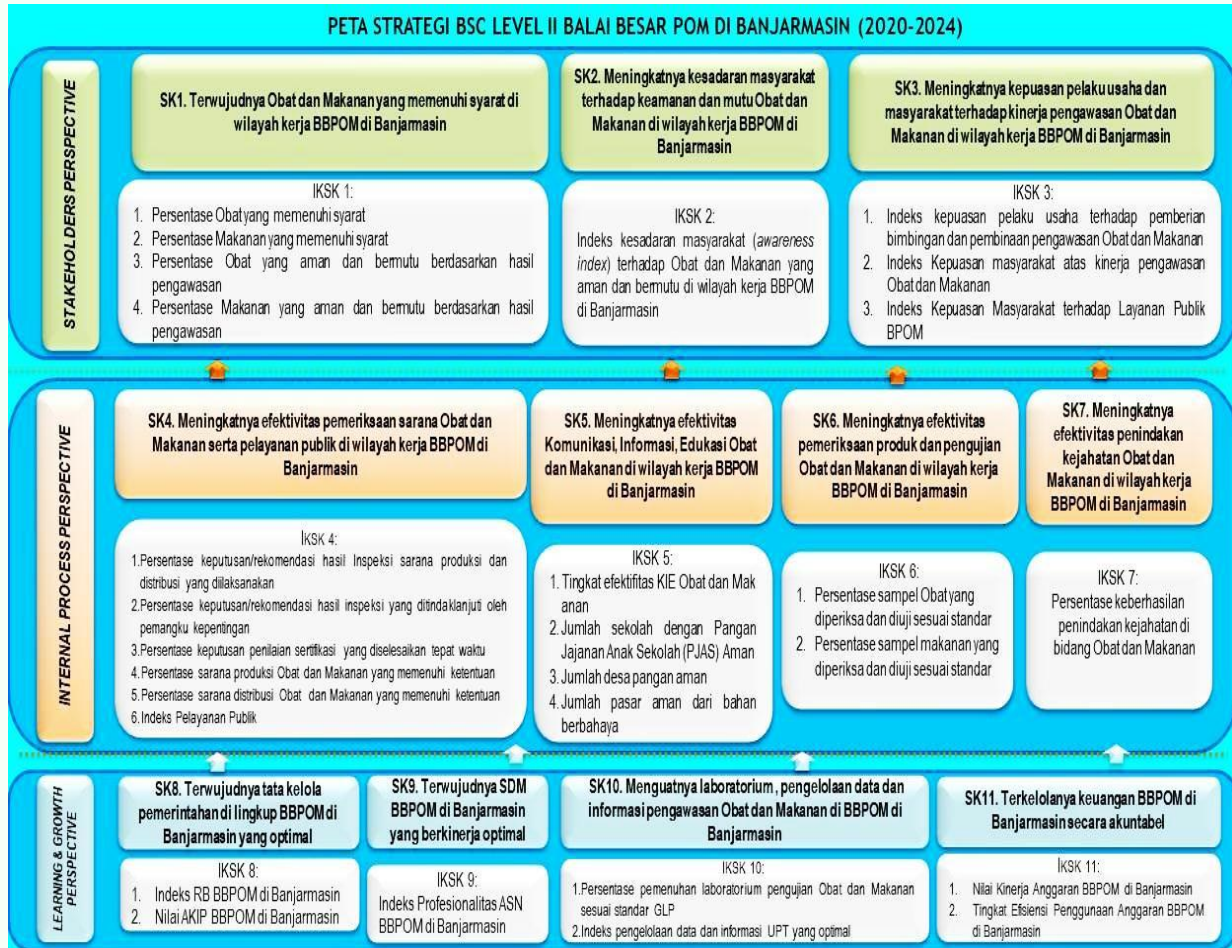 PETA STRATEGI BSC LEVEL II BALAI BESAR POM DI BANJARMASIN (2020-2024)
STAKEHOLDERS PERSPECTIVE
SK1. Terwujudnya Obat dan Makanan yang memenuhi syarat di
wilayah kerja BBPOM di Banjarmasin
IKSK 1:
1. Persentase Obat yang memenuhi syarat
2. Persentase Makanan yang memenuhi syarat
3. Persentase Obat yang aman dan bermutu berdasarkan hasil
pengawasan
4. Persentase Makanan yang aman dan bermutu berdasarkan hasil
pengawasan
SK2. Meningkatnya kesadaran masyarakat
terhadap keamanan dan mutu Obat dan
Makanan di wilayah kerja BBPOM di
Banjarmasin
IKSK 2:
Indeks kesadaran masyarakat (awareness
index) terhadap Obat dan Makanan yang
aman dan bermutu di wilayah kerja BBPOM
di Banjarmasin
SK3. Meningkatnya kepuasan pelaku usaha dan
masyarakat terhadap kinerja pengawasan Obat dan
Makanan di wilayah kerja BBPOM di Banjarmasin
IKSK 3:
1. Indeks kepuasan pelaku usaha terhadap pemberian
bimbingan dan pembinaan pengawasan Obat dan Makanan
2. Indeks Kepuasan masyarakat atas kinerja pengawasan
Obat dan Makanan
3. Indeks Kepuasan Masyarakat terhadap Layanan Publik
BPOM
INTERNAL PROCESS PERSPECTIVE
SK4. Meningkatnya efektivitas pemeriksaan sarana Obat dan
Makanan serta pelayanan publik di wilayah kerja BBPOM di
Banjarmasin
IKSK 4:
1.Persentase keputusan/rekomendasi hasil Inspeksi sarana produksi dan
distribusi yang diilaksanakan
2.Persentase keputusan/rekomendasi hasil inspeksi yang ditindaklanjuti oleh
pemangku kepentingan
3.Persentase keputusan penilaian sertifikasi yang diselesaikan tepat waktu
4.Persentase sarana produksi Obat dan Makanan yang memenuhi ketentuan
5.Persentase sarana distribusi Obat dan Makanan yang memenuhi ketentuan
6.Indeks Pelayanan Publik
SK5. Meningkatnya efektivitas
Komunikasi, Informasi, Edukasi Obat
dan Makanan di wilayah kerja BBPOM
di Banjarmasin
IKSK 5:
1. Tingkat efektifitas KIE Obat dan Mak
anan
2. Jumlah sekolah dengan Pangan
Jajanan Anak Sekolah (PJAS) Aman
3. Jumlah desa pangan aman
4. Jumlah pasar aman dari bahan
berbahaya
SK6. Meningkatnya efektivitas
pemeriksaan produk dan pengujian
Obat dan Makanan di wilayah kerja
BBPOM di Banjarmasin
IKSK 6:
1. Persentase sampel Obat yang
diperiksa dan diuji sesuai standar
2. Persentase sampel makanan yang
diperiksa dan diuji sesuai standar
SK7. Meningkatnya
efektivitas penindakan
kejahatan Obat dan
Makanan di wilayah kerja
BBPOM di Banjarmasin
IKSK 7:
Persentase keberhasilan
penindakan kejahatan di
bidang Obat dan Makanan
LEARNING & GROWTH
PERSPECTIVE
SK8. Terwujudnya tata kelola
pemerintahan di lingkup BBPOM di
Banjarmasin yang optimal
IKSK 8:
1. Indeks RB BBPOM di Banjarmasin
2. Nilai AKIP BBPOM di Banjarmasin
SK9. Terwujudnya SDM
BBPOM di Banjarmasin
yang berkinerja optimal
IKSK 9:
Indeks Profesionalitas ASN
BBPOM di Banjarmasin
SK10. Menguatnya laboratorium, pengelolaan data dan
informasi pengawasan Obat dan Makanan di BBPOM di
Banjarmasin
IKSK 10:
1.Persentase pemenuhan laboratorium pengujian Obat dan Makanan
sesuai standar GLP
2.Indeks pengelolaan data dan informasi UPT yang optimal
SK11. Terkelolanya keuangan BBPOM di
Banjarmasin secara akuntabel
IKSK 11:
1. Nilai Kinerja Anggaran BBPOM di Banjarmasin
2. Tingkat Efisiensi Penggunaan Anggaran BBPOM
di Banjarmasin